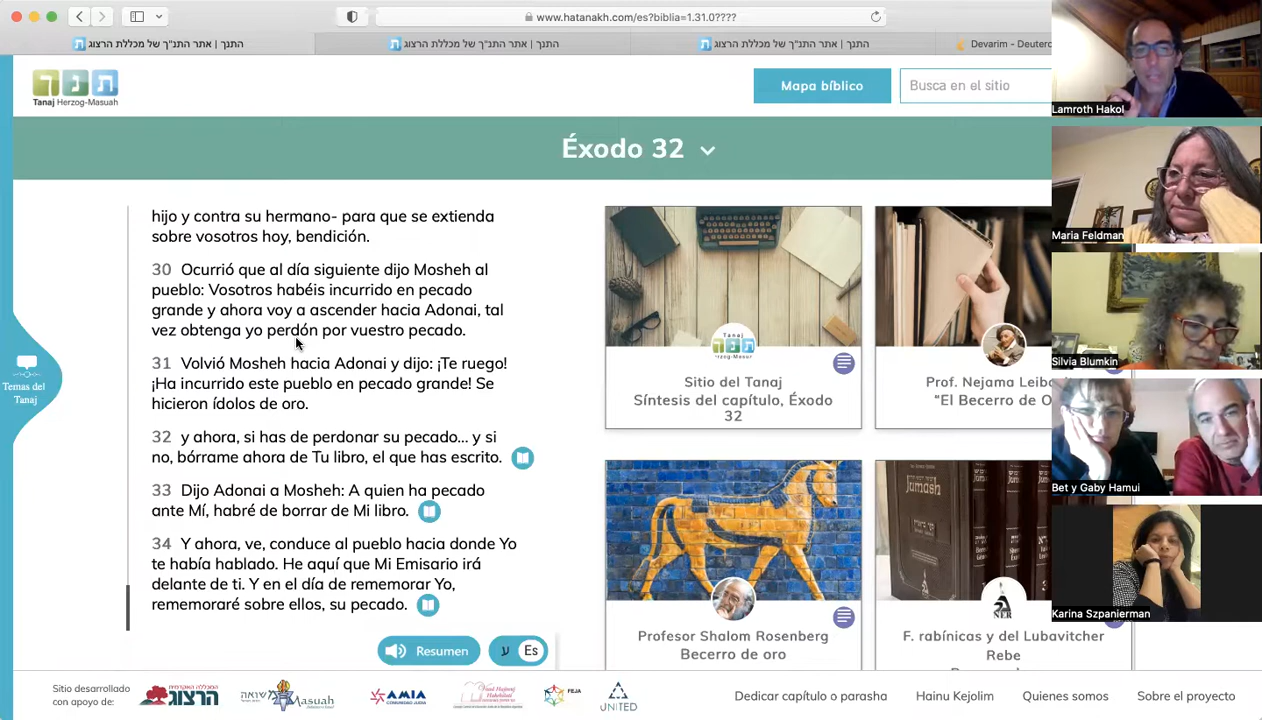 www.hatanakh.com/es?biblia=1.31.0????
התנך | אתר התנ"ך של מכללת הרצוג
התנך | אתר התנ"ך של מכללת הרצוג
התנך | אתר התנ"ך של מכללת הרצוג
Devarim - Deutero
תנך
Tanaj Herzog-Masuah
Mapa bíblico
Busca en el sitio
Éxodo 32
hijo y contra su hermano- para que se extienda
sobre vosotros hoy, bendición.
30 Ocurrió que al día siguiente dijo Mosheh al
pueblo: Vosotros habéis incurrido en pecado
grande y ahora voy a ascender hacia Adonai, tal
vez obtenga yo perdón por vuestro pecado.
31 Volvió Mosheh hacia Adonai y dijo: ¡Te ruego!
¡Ha incurrido este pueblo en pecado grande! Se
hicieron ídolos de oro.
32 y ahora, si has de perdonar su pecado... y si
no, bórrame ahora de Tu libro, el que has escrito.
33 Dijo Adonai a Mosheh: A quien ha pecado
ante Mí, habré de borrar de Mi libro.
34 Y ahora, ve, conduce al pueblo hacia donde Yo
te había hablado. He aquí que Mi Emisario irá
delante de ti. Y en el día de rememorar Yo,
rememoraré sobre ellos, su pecado.
Temas del
Tanaj
Resumen
ע Es
Tanaj
Sitio del Tanaj
Síntesis del capítulo, Éxodo
32
Prof. Nejama Leibo
"El Becerro de O
Profesor Shalom Rosenberg
Becerro de oro
Jumash
F. rabínicas y del Lubavitcher
Rebe
Lamroth Hakol
Maria Feldman
Silvia Blumkin
Bet y Gaby Hamui
Karina Szpanierman
Sitio desarrollado
con apoyo de:
הרצוג
Masuah
AMIA
COMUNIDAD JUDIA
FEJA
UNITED
Dedicar capítulo o parasha
Hainu Kejolim
Quienes somos
Sobre el proyecto